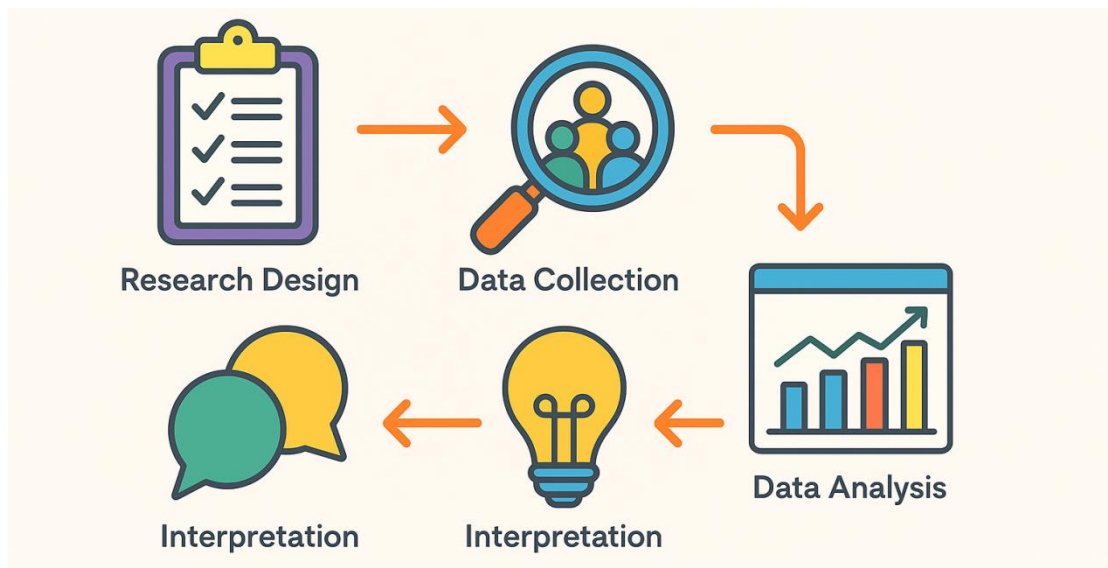 Research Design
Data Collection
Data Analysis
Interpretation
Interpretation